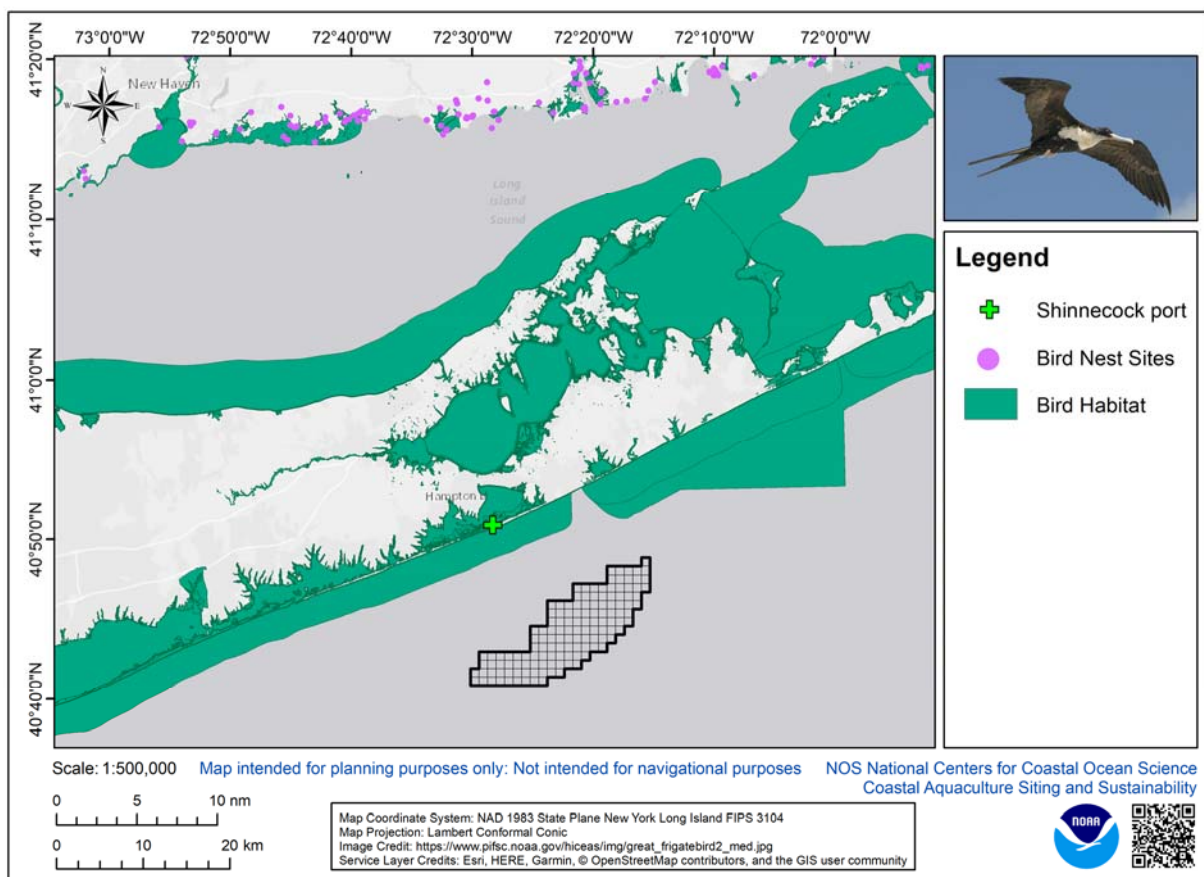 73°0'0"W 72°50'0"W 72°40'0"W 72°30'0"W 72°20'0"W 72°10'0"W 72°0'0"W
41°20'0"N
41°10'0"N
41°0'0"N
40°50'0"N
40°40'0"N
N
W E
S
New Haven
Long
Island
Sound
Hampton B
Legend
Shinnecock port
Bird Nest Sites
Bird Habitat
Scale: 1:500,000 Map intended for planning purposes only: Not intended for navigational purposes
NOS National Centers for Coastal Ocean Science
Coastal Aquaculture Siting and Sustainability
0 5 10 nm
0 10 20 km
Map Coordinate System: NAD 1983 State Plane New York Long Island FIPS 3104
Map Projection: Lambert Conformal Conic
Image Credit: https://www.pifsc.noaa.gov/hiceas/img/great_frigatebird2_med.jpg
Service Layer Credits: Esri, HERE, Garmin, © OpenStreetMap contributors, and the GIS user community
NOAA